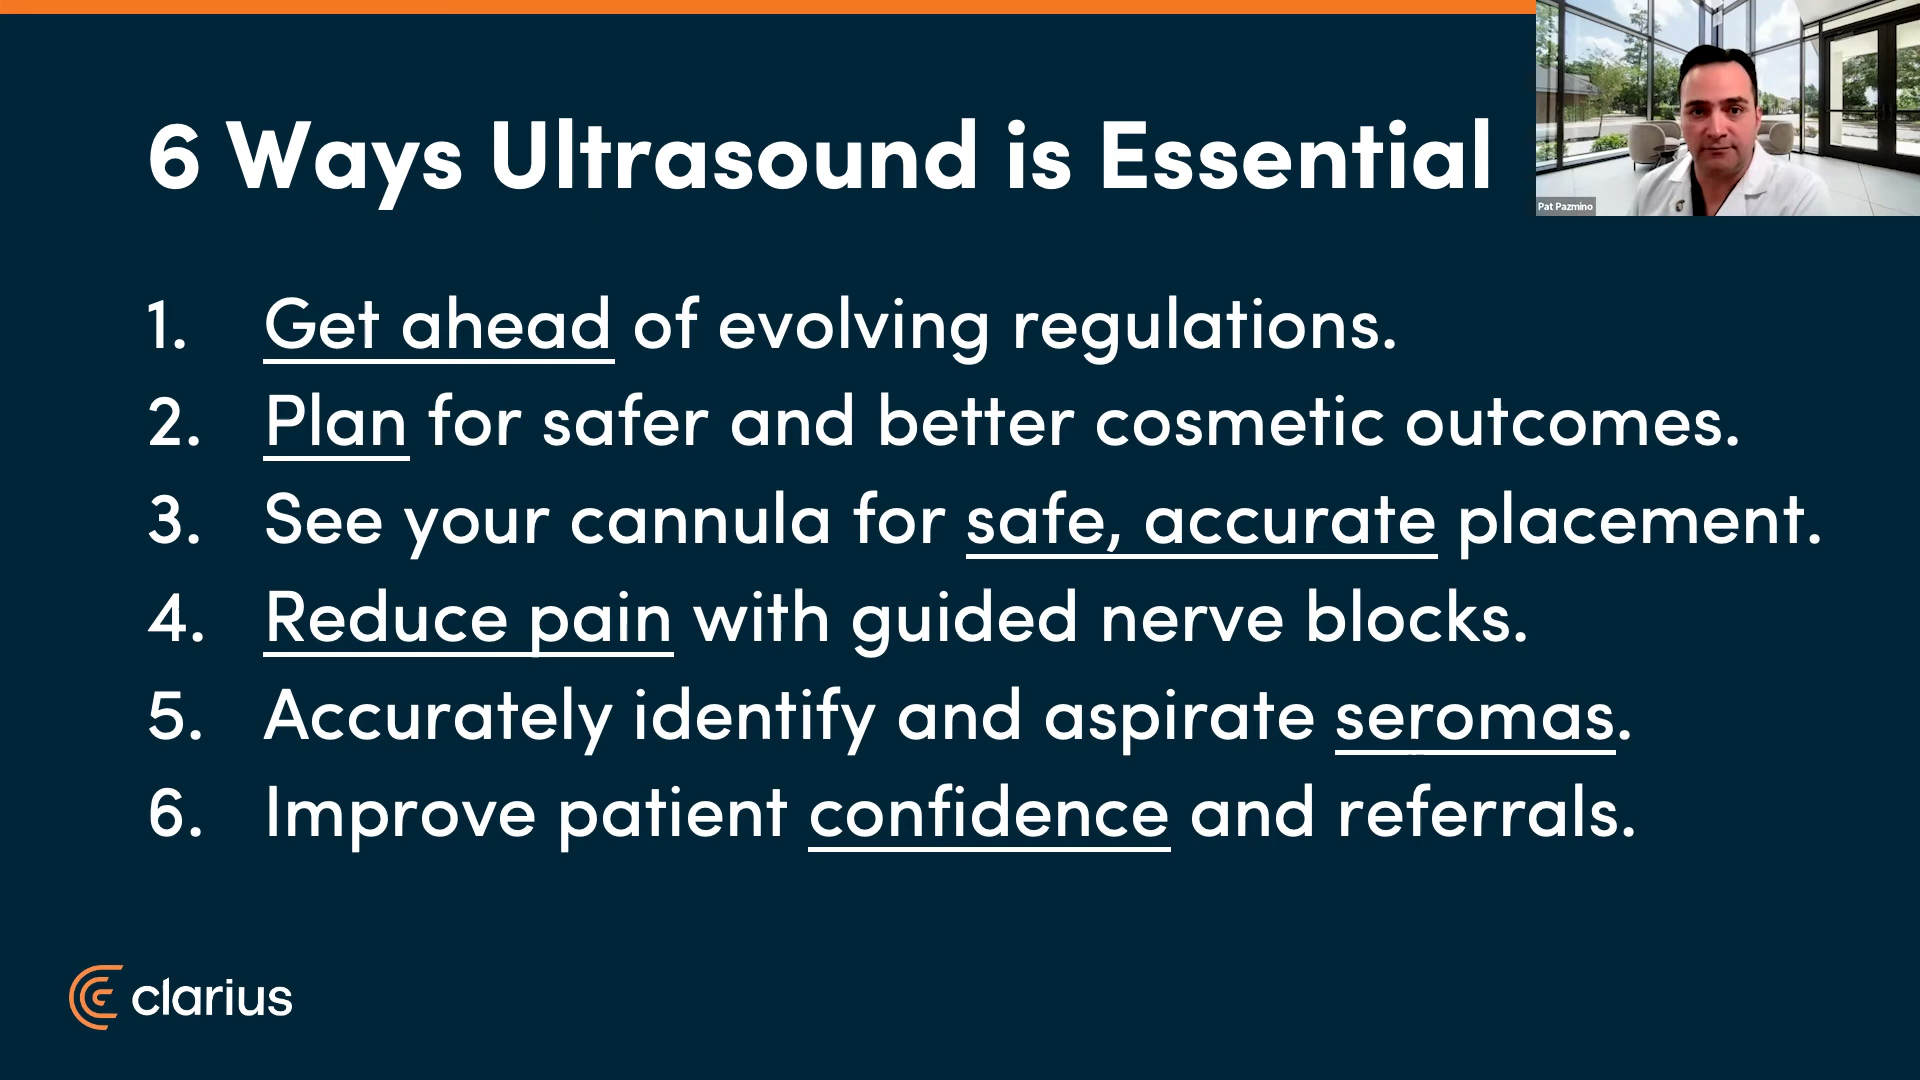 6 Ways Ultrasound is Essential
Pat Pazmino
1. Get ahead of evolving regulations.
2. Plan for safer and better cosmetic outcomes.
3. See your cannula for safe, accurate placement.
4. Reduce pain with guided nerve blocks.
5. Accurately identify and aspirate seromas.
6. Improve patient confidence and referrals.
clarius